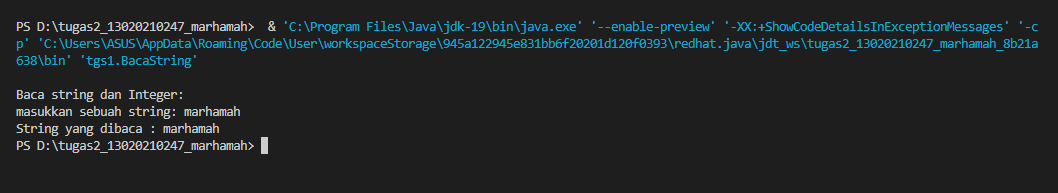 PS D:\tugas2_13020210247_marhamah>  & 'C:\Program Files\Java\jdk-19\bin\java.exe' '--enable-preview' '-XX:+ShowCodeDetailsInExceptionMessages' '-c
p' 'C:\Users\ASUS\AppData\Roaming\Code\User\workspaceStorage\945a122945e831bb6f20201d120f0393\redhat.java\jdt_ws\tugas2_13020210247_marhamah_8b21a
638\bin' 'tgs1.BacaString'
Baca string dan Integer:
masukkan sebuah string: marhamah
String yang dibaca : marhamah
PS D:\tugas2_13020210247_marhamah>